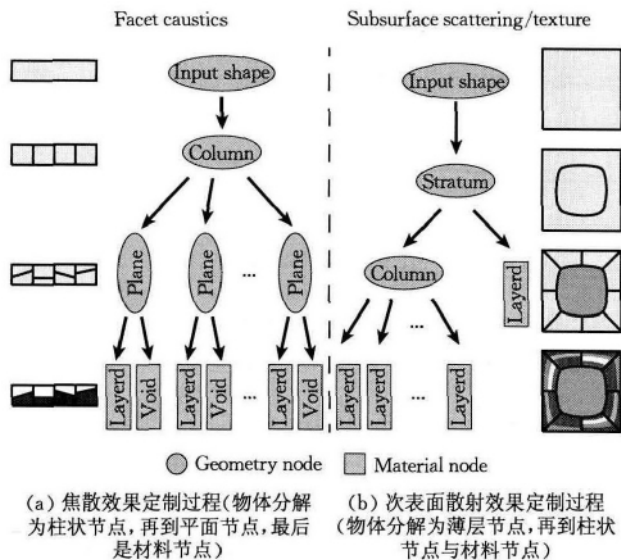 Facet caustics
Subsurface scattering/texture
Input shape
Column
Plane
Plane
...
Plane
Layerd
Void
Layerd
Void
...
Layerd
Void
Input shape
Stratum
Column
Layerd
...
Layerd
Layerd
...
Layerd
Geometry node
Material node
(a) 焦散效果定制过程(物体分解
为柱状节点,再到平面节点,最后
是材料节点)
(b) 次表面散射效果定制过程
(物体分解为薄层节点,再到柱状
节点与材料节点)